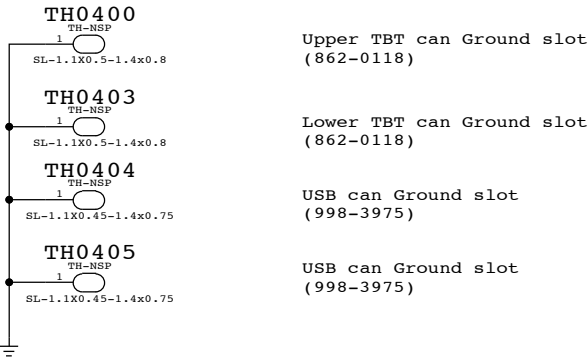 TH0400
TH-NSP
1
SL-1.1X0.5-1.4x0.8
Upper TBT can Ground slot
(862-0118)
TH0403
TH-NSP
1
SL-1.1X0.5-1.4x0.8
Lower TBT can Ground slot
(862-0118)
TH0404
TH-NSP
1
SL-1.1X0.45-1.4x0.75
USB can Ground slot
(998-3975)
TH0405
TH-NSP
1
SL-1.1X0.45-1.4x0.75
USB can Ground slot
(998-3975)